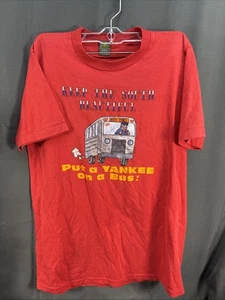 KEEP THE SOUTH
BEAUTIFUL
PUT a YANKEE
on a Bus!